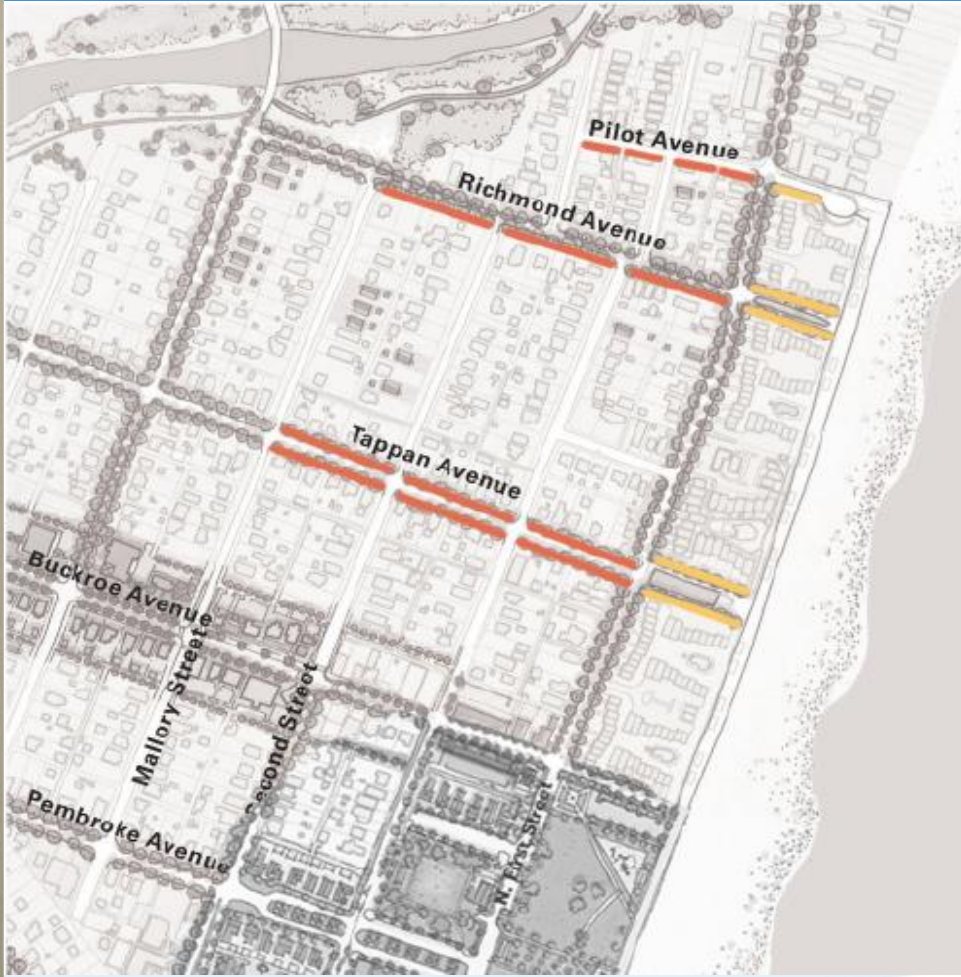 Pilot Avenue
Richmond Avenue
Tappan Avenue
Buckroe Avenue
Mallory Street
Second Street
Pembroke Avenue
N. First Street